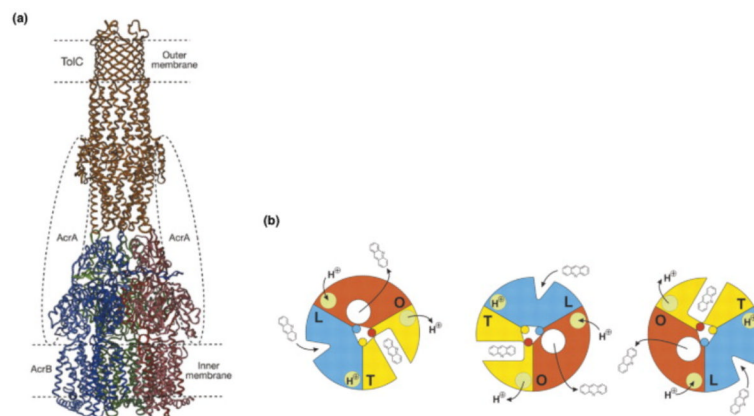 (a)
TolC
Outer
membrane
AcrA
AcrA
AcrB
Inner
membrane
(b)
H⊕
L
O
H⊕
H⊕
T
L
H⊕
T
H⊕
O
H⊕
H⊕
T
O
H⊕
L
H⊕